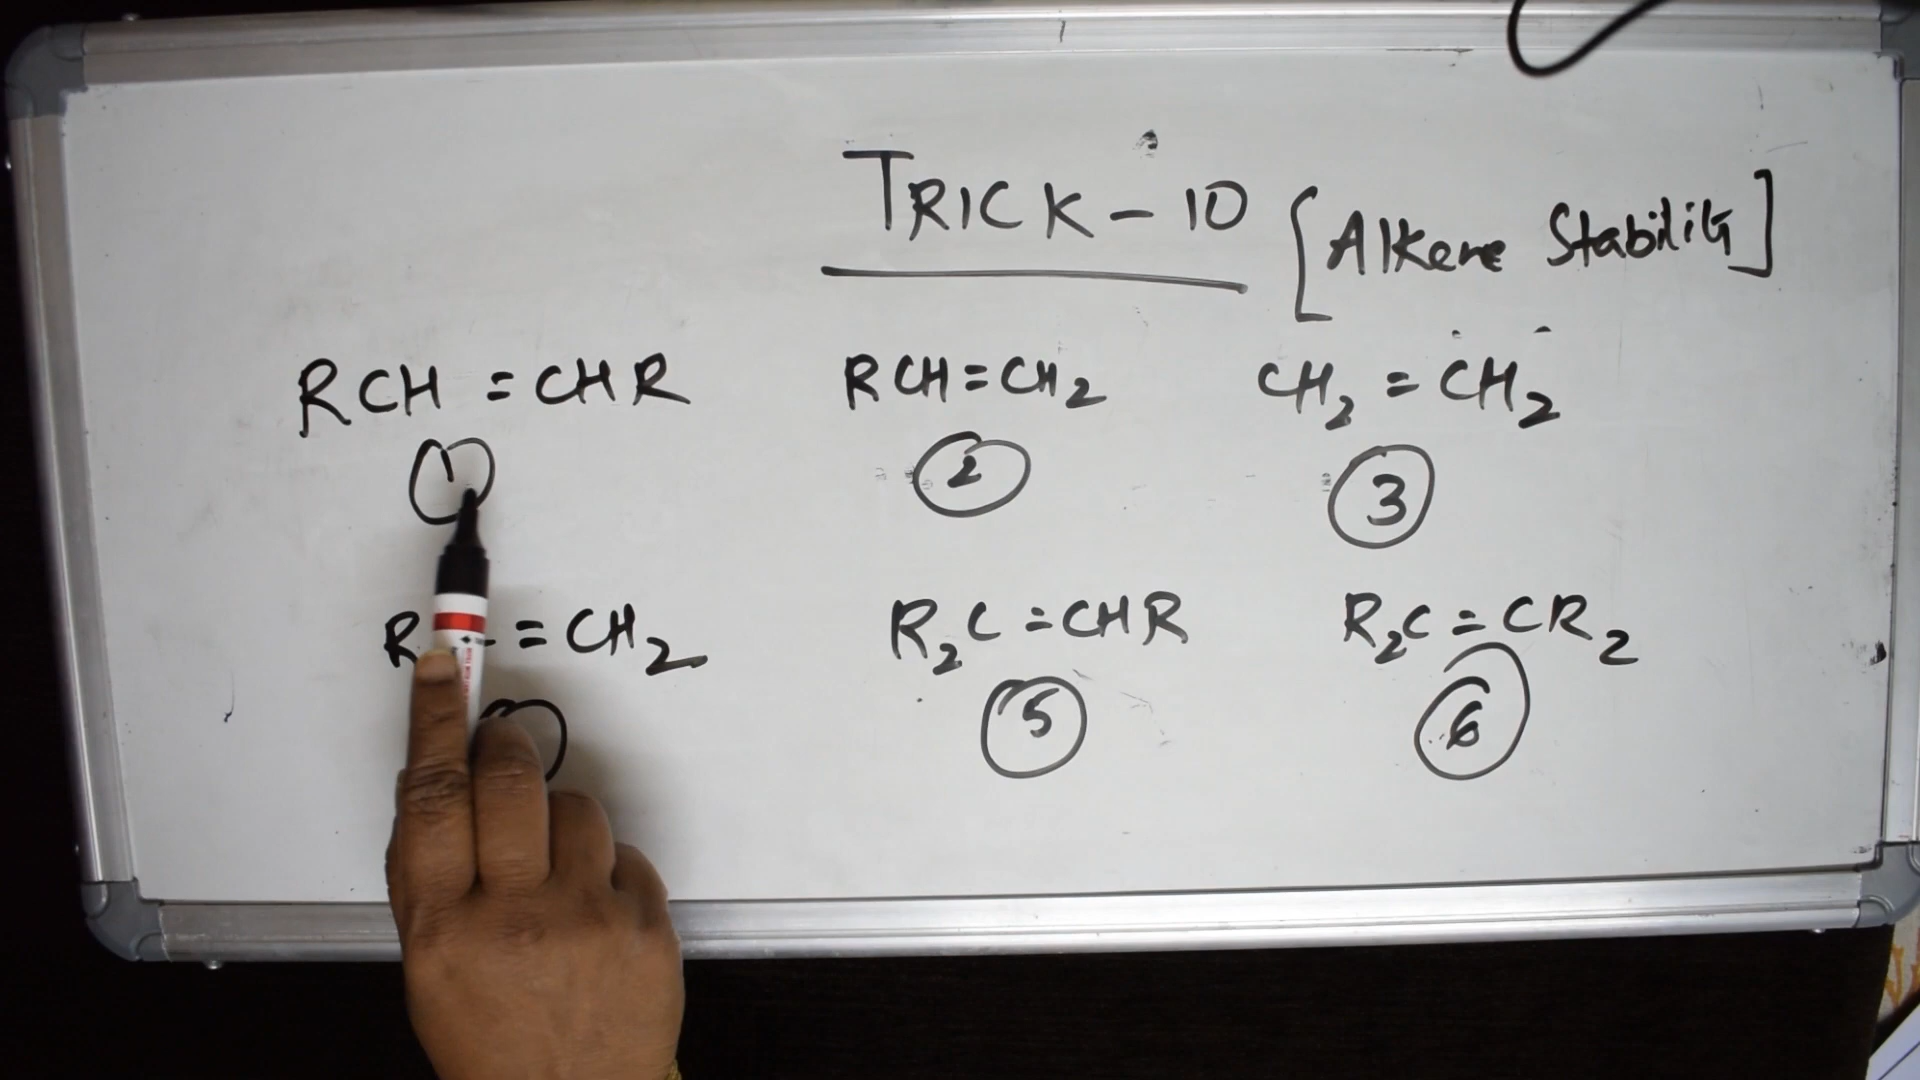 TRICK - 10 [Alkene Stability]
RCH = CHR RCH = CH2 CH2 = CH2
1 2 3
R = CH2 R2C = CHR R2C = CR2
5 6